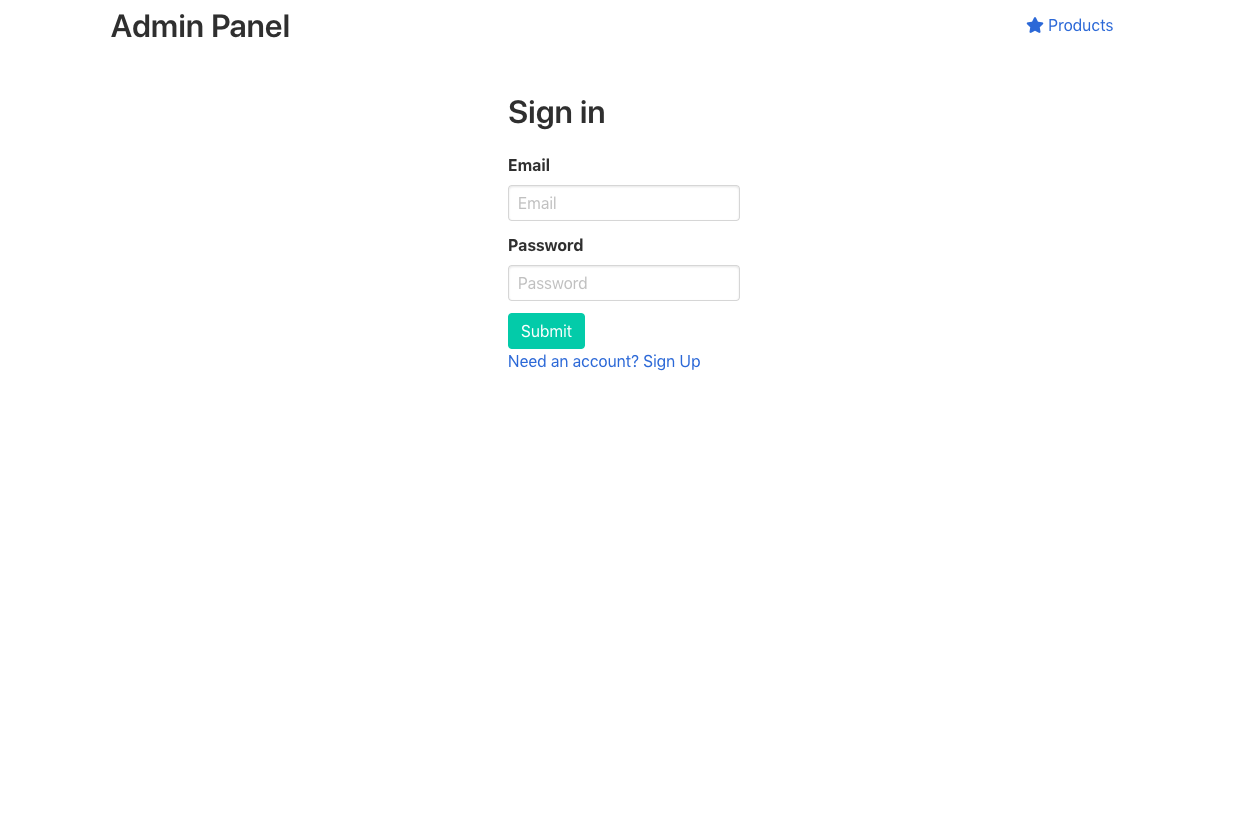 Admin Panel
Products
Sign in
Email
Email
Password
Password
Submit
Need an account? Sign Up